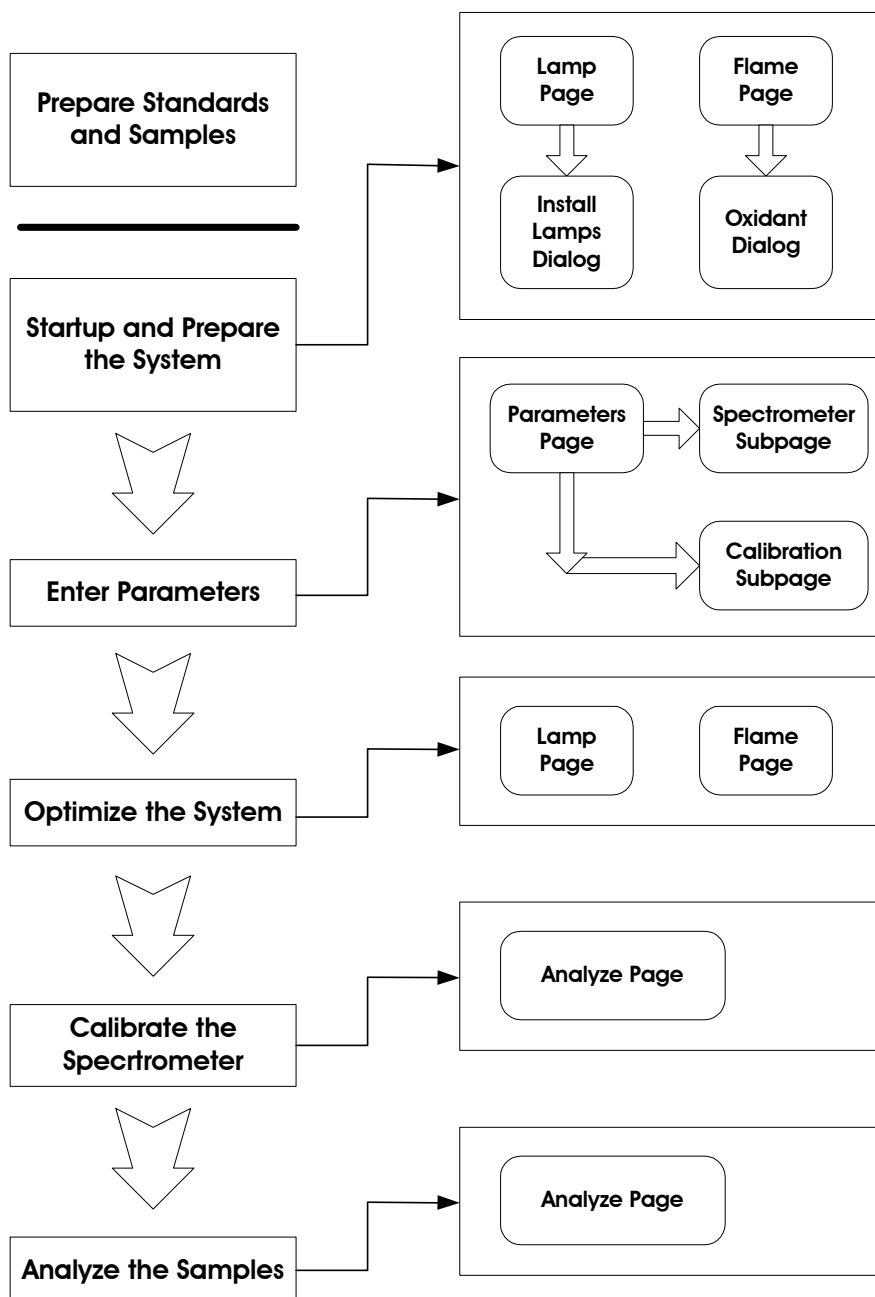 Prepare Standards
and Samples
Lamp
Page
Flame
Page
Install
Lamps
Dialog
Oxidant
Dialog
Startup and Prepare
the System
Parameters
Page
Spectrometer
Subpage
Calibration
Subpage
Enter Parameters
Lamp
Page
Flame
Page
Optimize the System
Analyze Page
Calibrate the
Specrtrometer
Analyze Page
Analyze the Samples